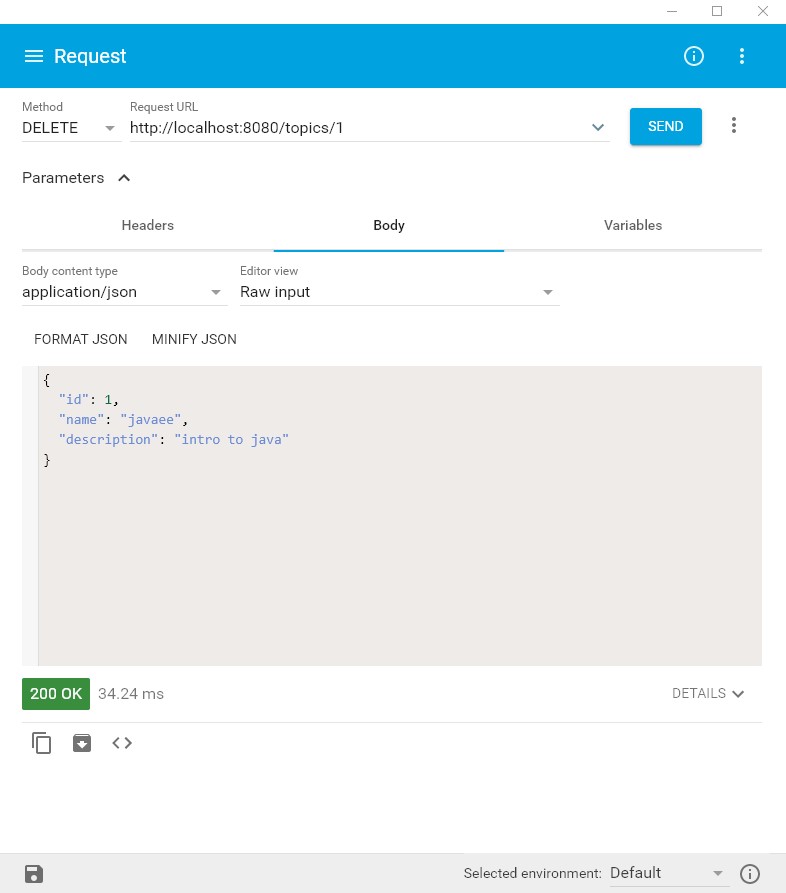 Request
Method
Request URL
DELETE
http://localhost:8080/topics/1
SEND
Parameters
Headers
Body
Variables
Body content type
Editor view
application/json
Raw input
FORMAT JSON
MINIFY JSON
{
  "id": 1,
  "name": "javaee",
  "description": "intro to java"
}
200 OK
34.24 ms
DETAILS
Selected environment:
Default